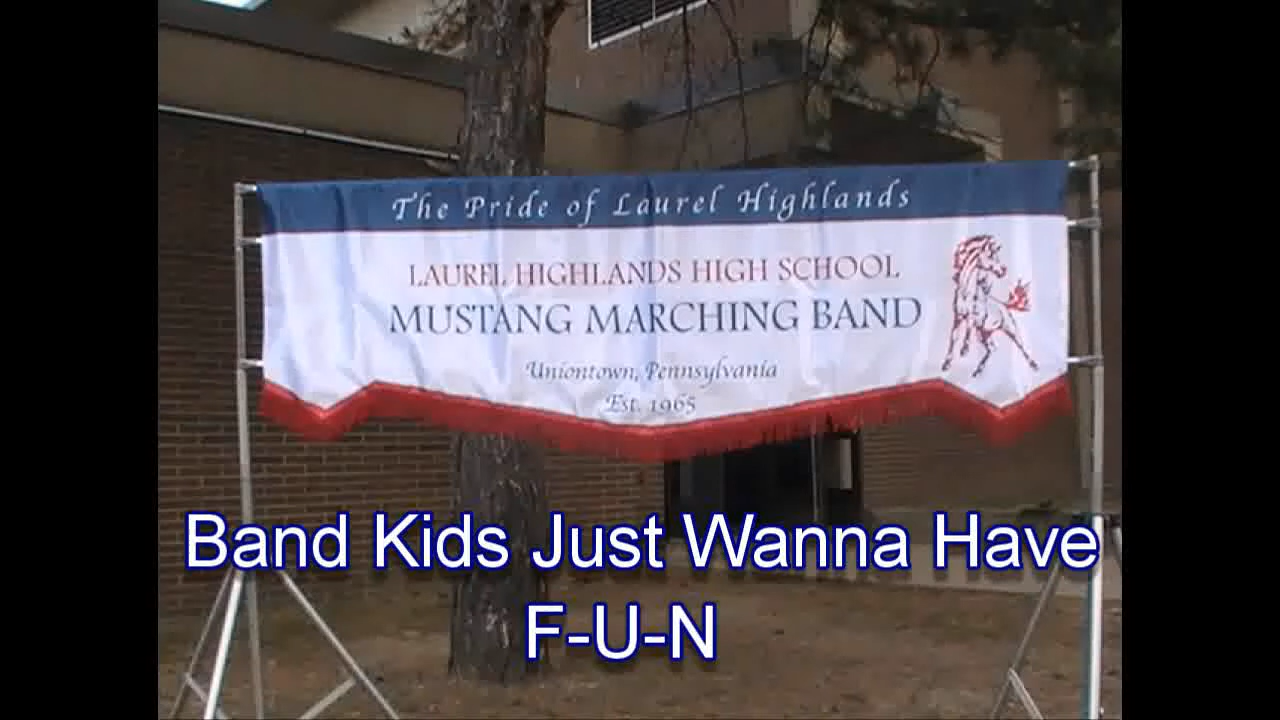 The Pride of Laurel Highlands
LAUREL HIGHLANDS HIGH SCHOOL
MUSTANG MARCHING BAND
Uniontown, Pennsylvania
Est. 1965
Band Kids Just Wanna Have
F-U-N